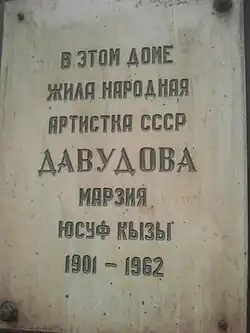 В ЭТОМ ДОМЕ
ЖИЛА НАРОДНАЯ
АРТИСТКА СССР
ДАВУДОВА
МАРЗИЯ
ЮСУФ КЫЗЫ
1901 – 1962